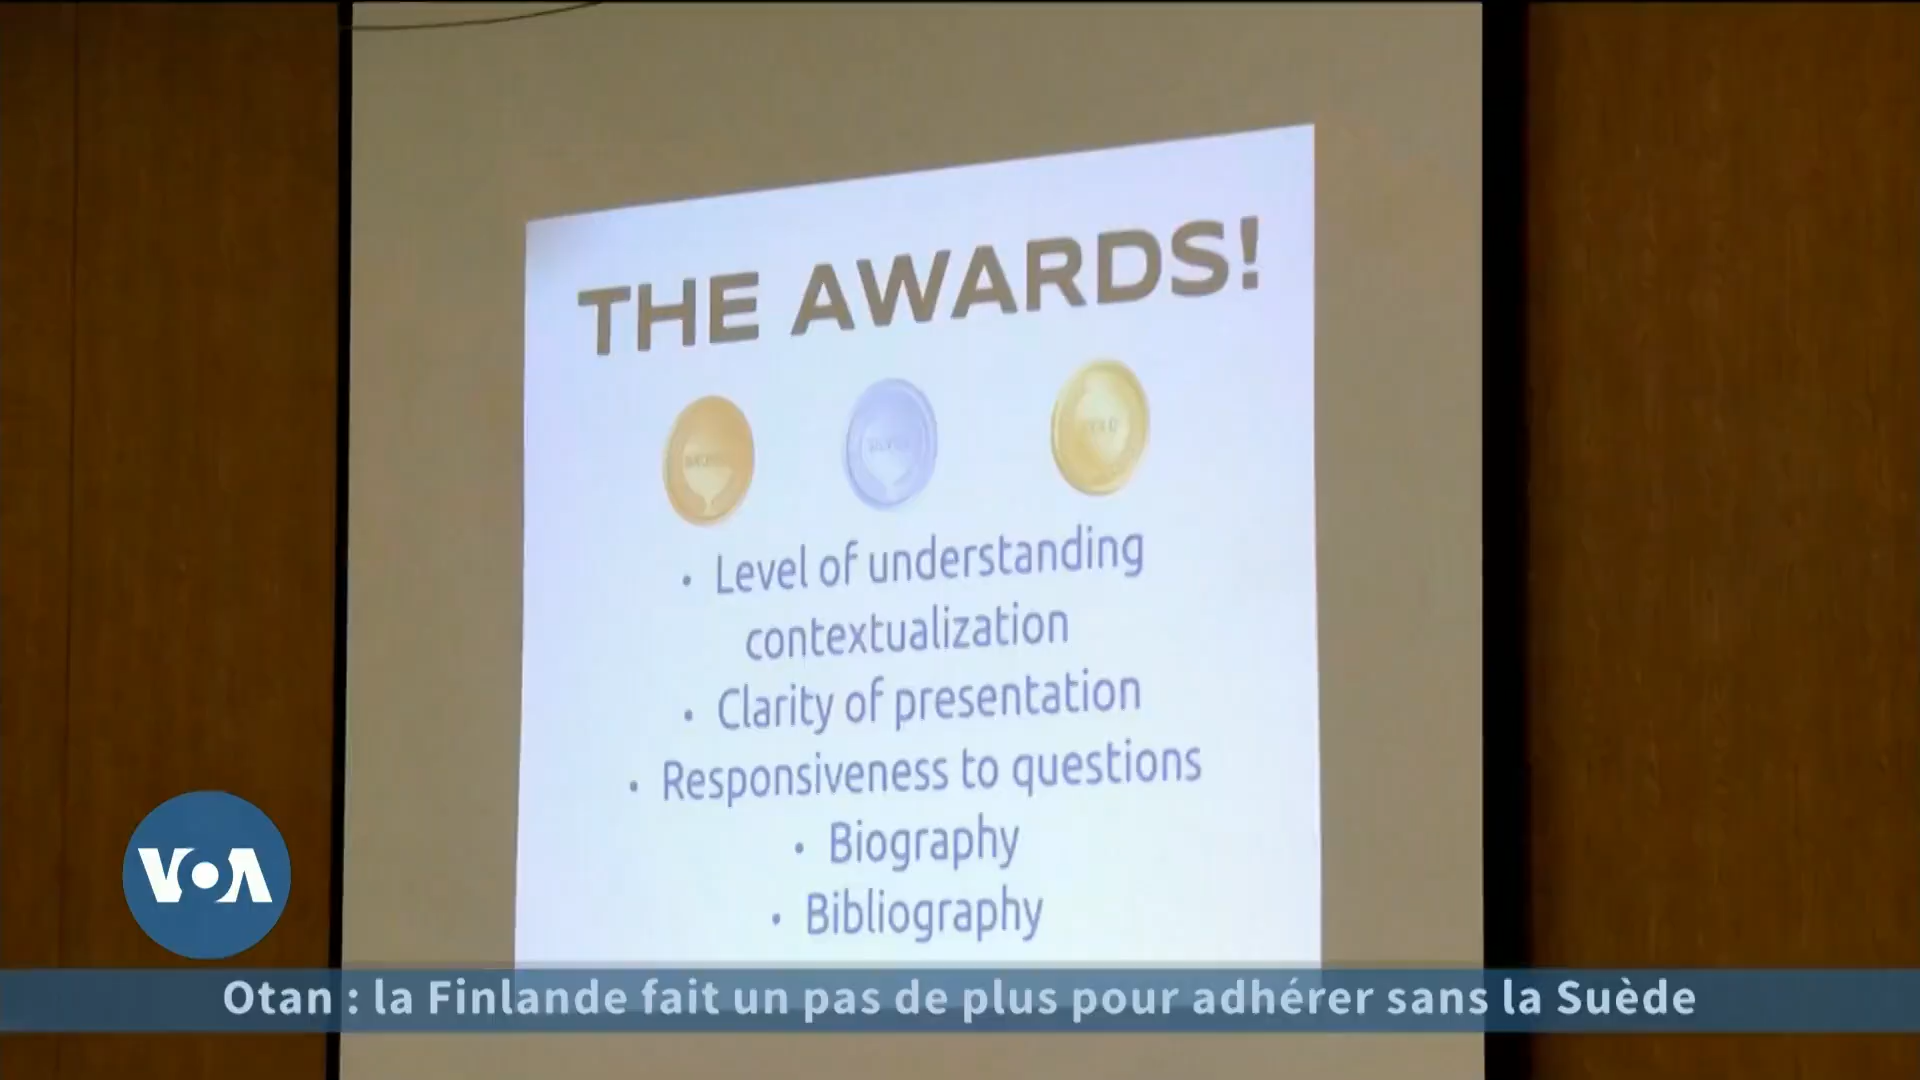 THE AWARDS!
• Level of understanding
contextualization
• Clarity of presentation
• Responsiveness to questions
• Biography
• Bibliography
VOA
Otan : la Finlande fait un pas de plus pour adhérer sans la Suède